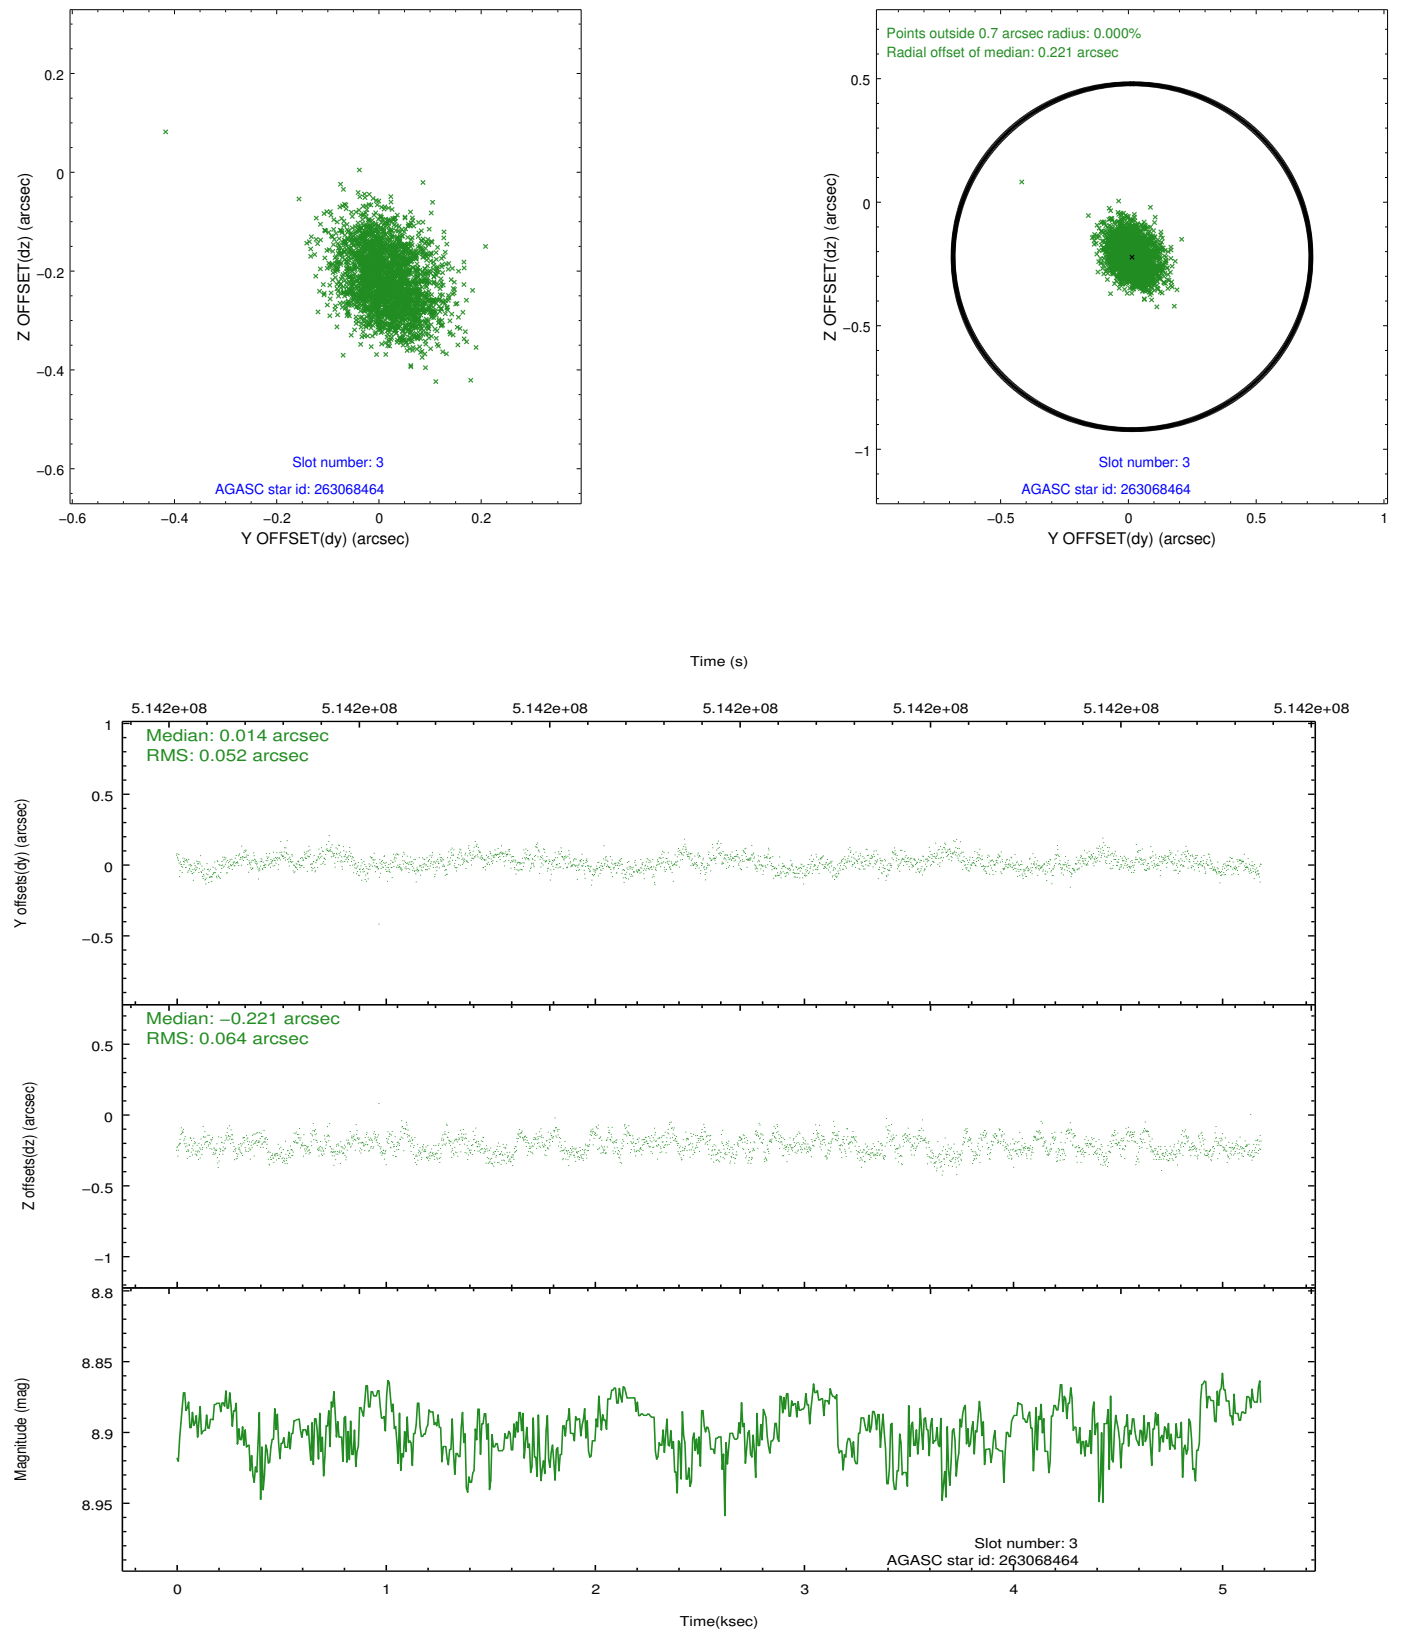 Points outside 0.7 arcsec radius: 0.000%
Radial offset of median: 0.221 arcsec
0.2
0
−0.2
−0.4
−0.6
Z OFFSET(dz) (arcsec)
Slot number: 3
AGASC star id: 263068464
−0.6
−0.4
−0.2
0
0.2
Y OFFSET(dy) (arcsec)
0.5
0
−0.5
−1
Z OFFSET(dz) (arcsec)
Slot number: 3
AGASC star id: 263068464
−0.5
0
0.5
1
Y OFFSET(dy) (arcsec)
Time (s)
5.142e+08
5.142e+08
5.142e+08
5.142e+08
5.142e+08
5.142e+08
5.142e+08
Median: 0.014 arcsec
RMS: 0.052 arcsec
1
0.5
0
−0.5
Y offsets(dy) (arcsec)
Median: −0.221 arcsec
RMS: 0.064 arcsec
0.5
0
−0.5
−1
Z offsets(dz) (arcsec)
8.8
8.85
8.9
8.95
Magnitude (mag)
Slot number: 3
AGASC star id: 263068464
0
1
2
3
4
5
Time(ksec)